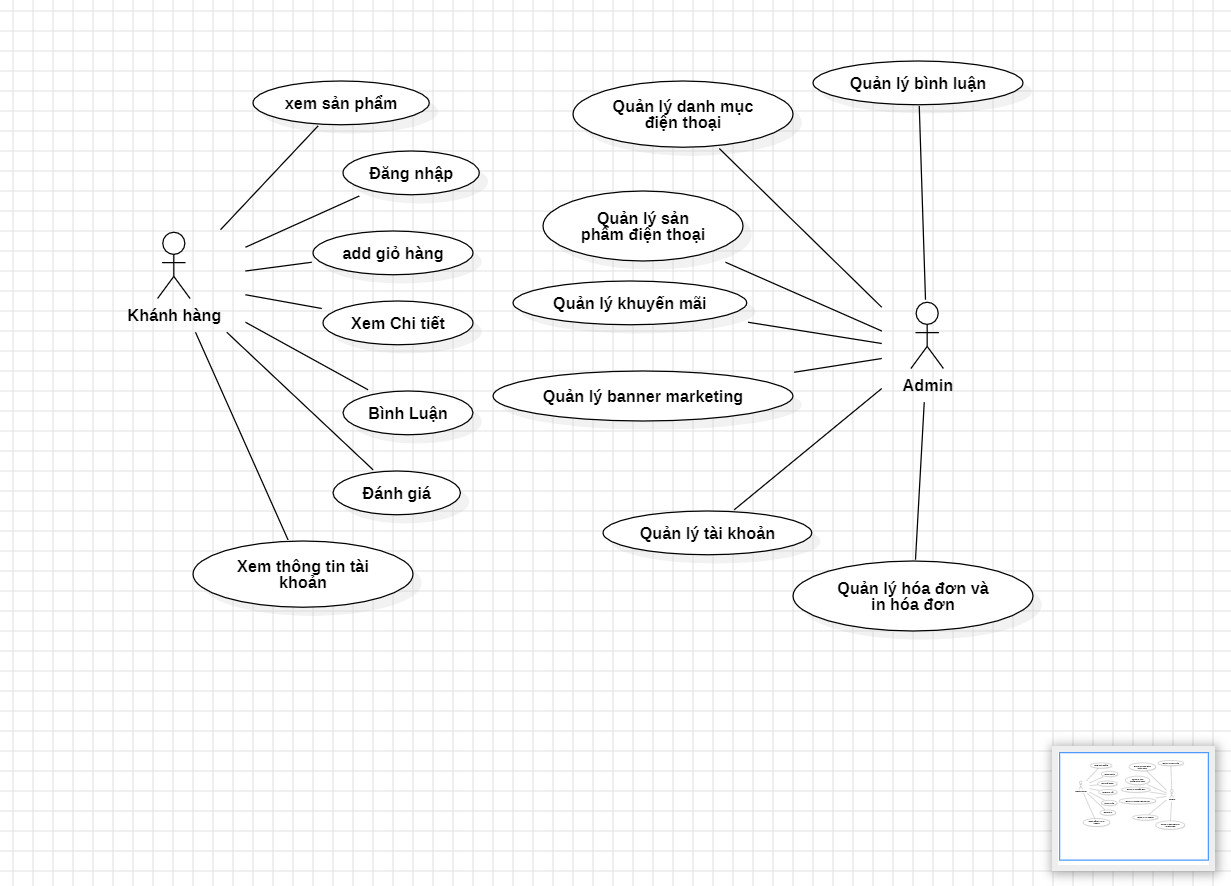 xem sản phẩm
Đăng nhập
add giỏ hàng
Xem Chi tiết
Bình Luận
Đánh giá
Xem thông tin tài
khoản
Khánh hàng
Quản lý danh mục
điện thoại
Quản lý bình luận
Quản lý sản
phẩm điện thoại
Quản lý khuyến mãi
Quản lý banner marketing
Quản lý tài khoản
Quản lý hóa đơn và
in hóa đơn
Admin